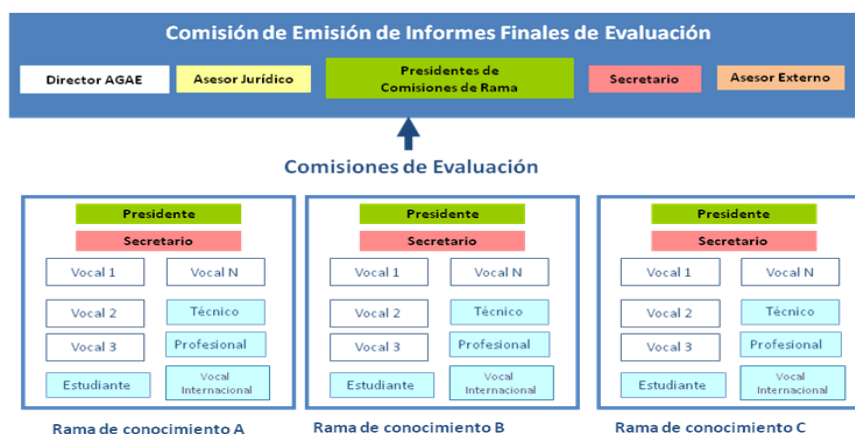 Comisión de Emisión de Informes Finales de Evaluación
Director AGAE
Asesor Jurídico
Presidentes de
Comisiones de Rama
Secretario
Asesor Externo
Comisiones de Evaluación
Presidente
Secretario
Vocal 1
Vocal N
Vocal 2
Técnico
Vocal 3
Profesional
Estudiante
Vocal
Internacional
Rama de conocimiento A
Presidente
Secretario
Vocal 1
Vocal N
Vocal 2
Técnico
Vocal 3
Profesional
Estudiante
Vocal
Internacional
Rama de conocimiento B
Presidente
Secretario
Vocal 1
Vocal N
Vocal 2
Técnico
Vocal 3
Profesional
Estudiante
Vocal
Internacional
Rama de conocimiento C